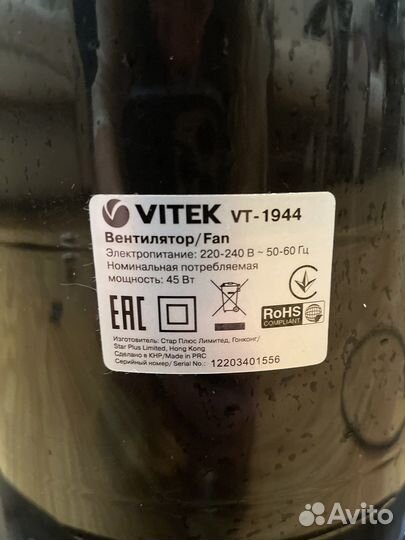 VITEK VT-1944
Вентилятор/Fan
Электропитание: 220-240 В ~ 50-60 Гц
Номинальная потребляемая
мощность: 45 Вт
EAC
RoHS
COMPLIANT
Изготовитель: Стар Плюс Лимитед, Гонконг/
Star Plus Limited, Hong Kong
Сделано в КНР/Made in PRC
Серийный номер/ Serial No.: 12203401556
Avito